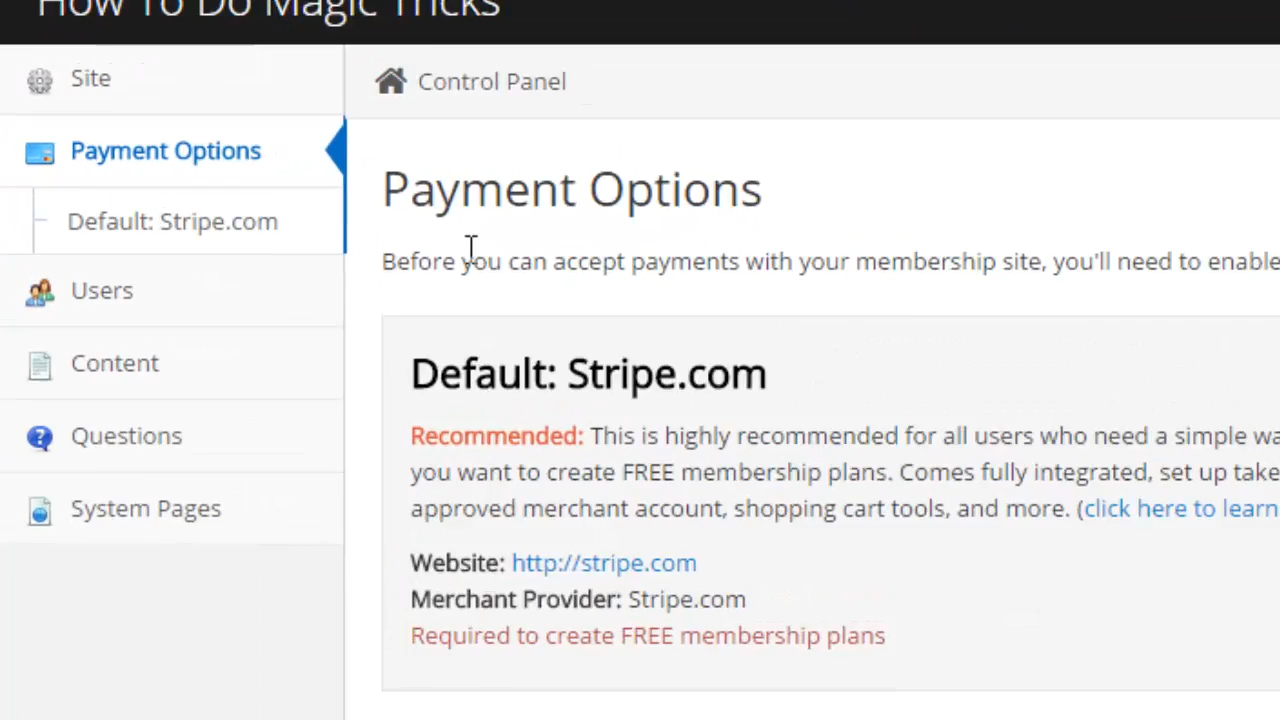 How To Do Magic Tricks
Site
Control Panel
Payment Options
Default: Stripe.com
Users
Content
Questions
System Pages
Payment Options
Before you can accept payments with your membership site, you'll need to enable
Default: Stripe.com
Recommended: This is highly recommended for all users who need a simple wa
you want to create FREE membership plans. Comes fully integrated, set up take
approved merchant account, shopping cart tools, and more. (click here to learn
Website: http://stripe.com
Merchant Provider: Stripe.com
Required to create FREE membership plans